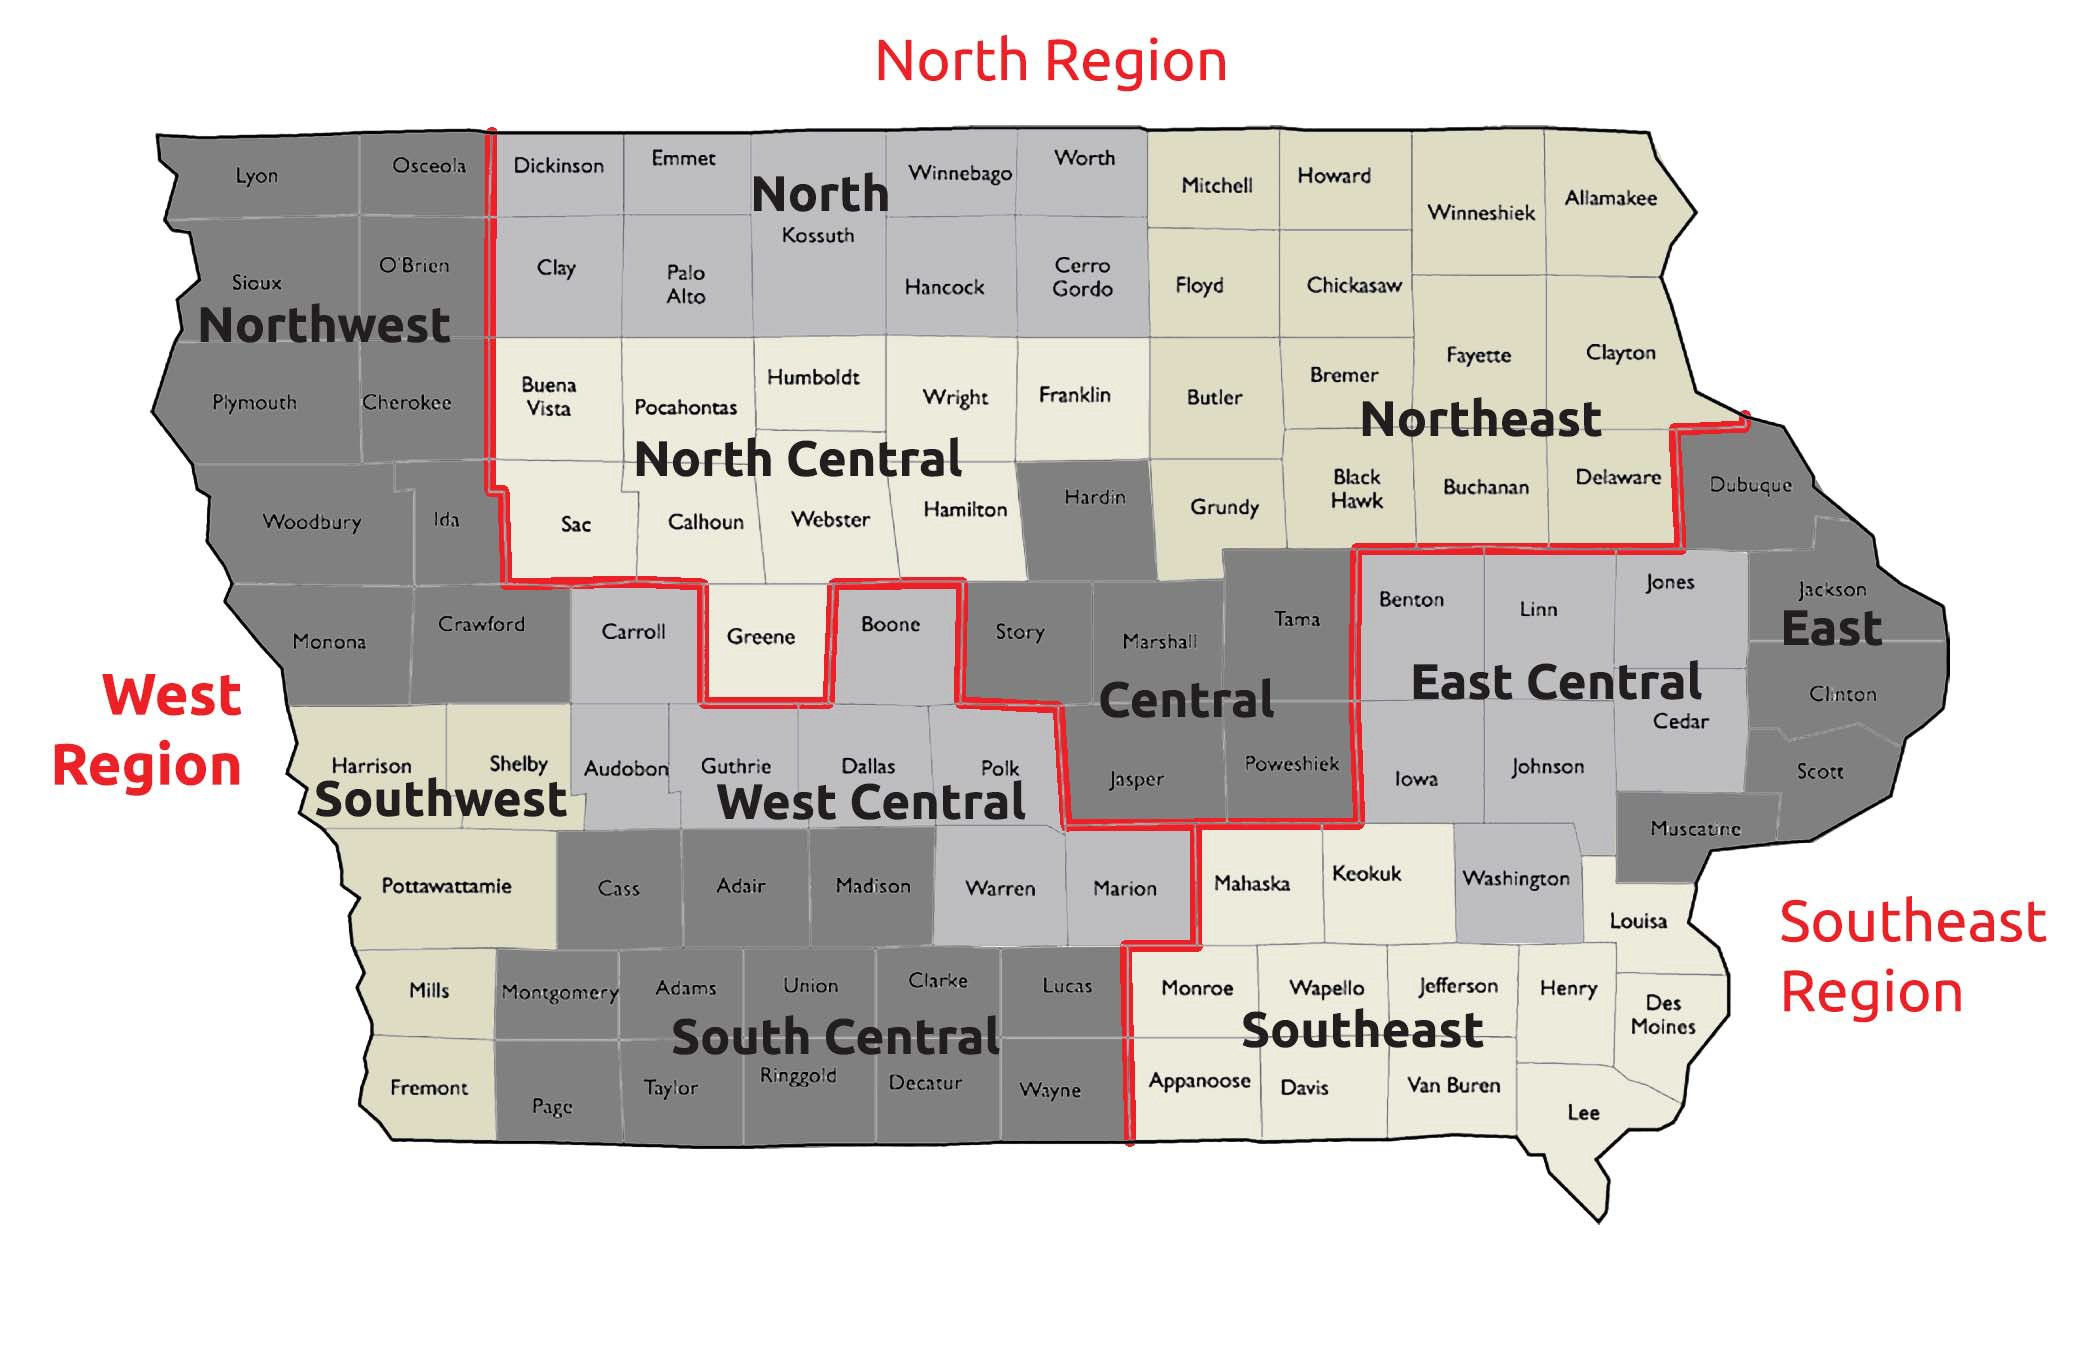 North Region
Lyon
Osceola
Dickinson
Emmet
North
Kossuth
Winnebago
Worth
Mitchell
Howard
Winneshiek
Allamakee
Sioux
O'Brien
Northwest
Clay
Palo
Alto
Hancock
Cerro
Gordo
Floyd
Chickasaw
Fayette
Clayton
Plymouth
Cherokee
Buena
Vista
Pocahontas
Humboldt
Wright
Franklin
Butler
Bremer
Northeast
North Central
Woodbury
Ida
Sac
Calhoun
Webster
Hamilton
Hardin
Grundy
Black
Hawk
Buchanan
Delaware
Dubuque
Monona
Crawford
Carroll
Greene
Boone
Story
Marshall
Tama
Benton
Linn
Jones
Jackson
East
Central
East Central
Clinton
Cedar
West
Region
Harrison
Shelby
Southwest
Audobon
Guthrie
Dallas
Polk
West Central
Jasper
Poweshiek
Iowa
Johnson
Scott
Muscatine
Pottawattamie
Cass
Adair
Madison
Warren
Marion
Mahaska
Keokuk
Washington
Louisa
Southeast
Region
Mills
Montgomery
Adams
Union
Clarke
Lucas
Monroe
Wapello
Jefferson
Henry
Des
Moines
South Central
Southeast
Fremont
Page
Taylor
Ringgold
Decatur
Wayne
Appanoose
Davis
Van Buren
Lee